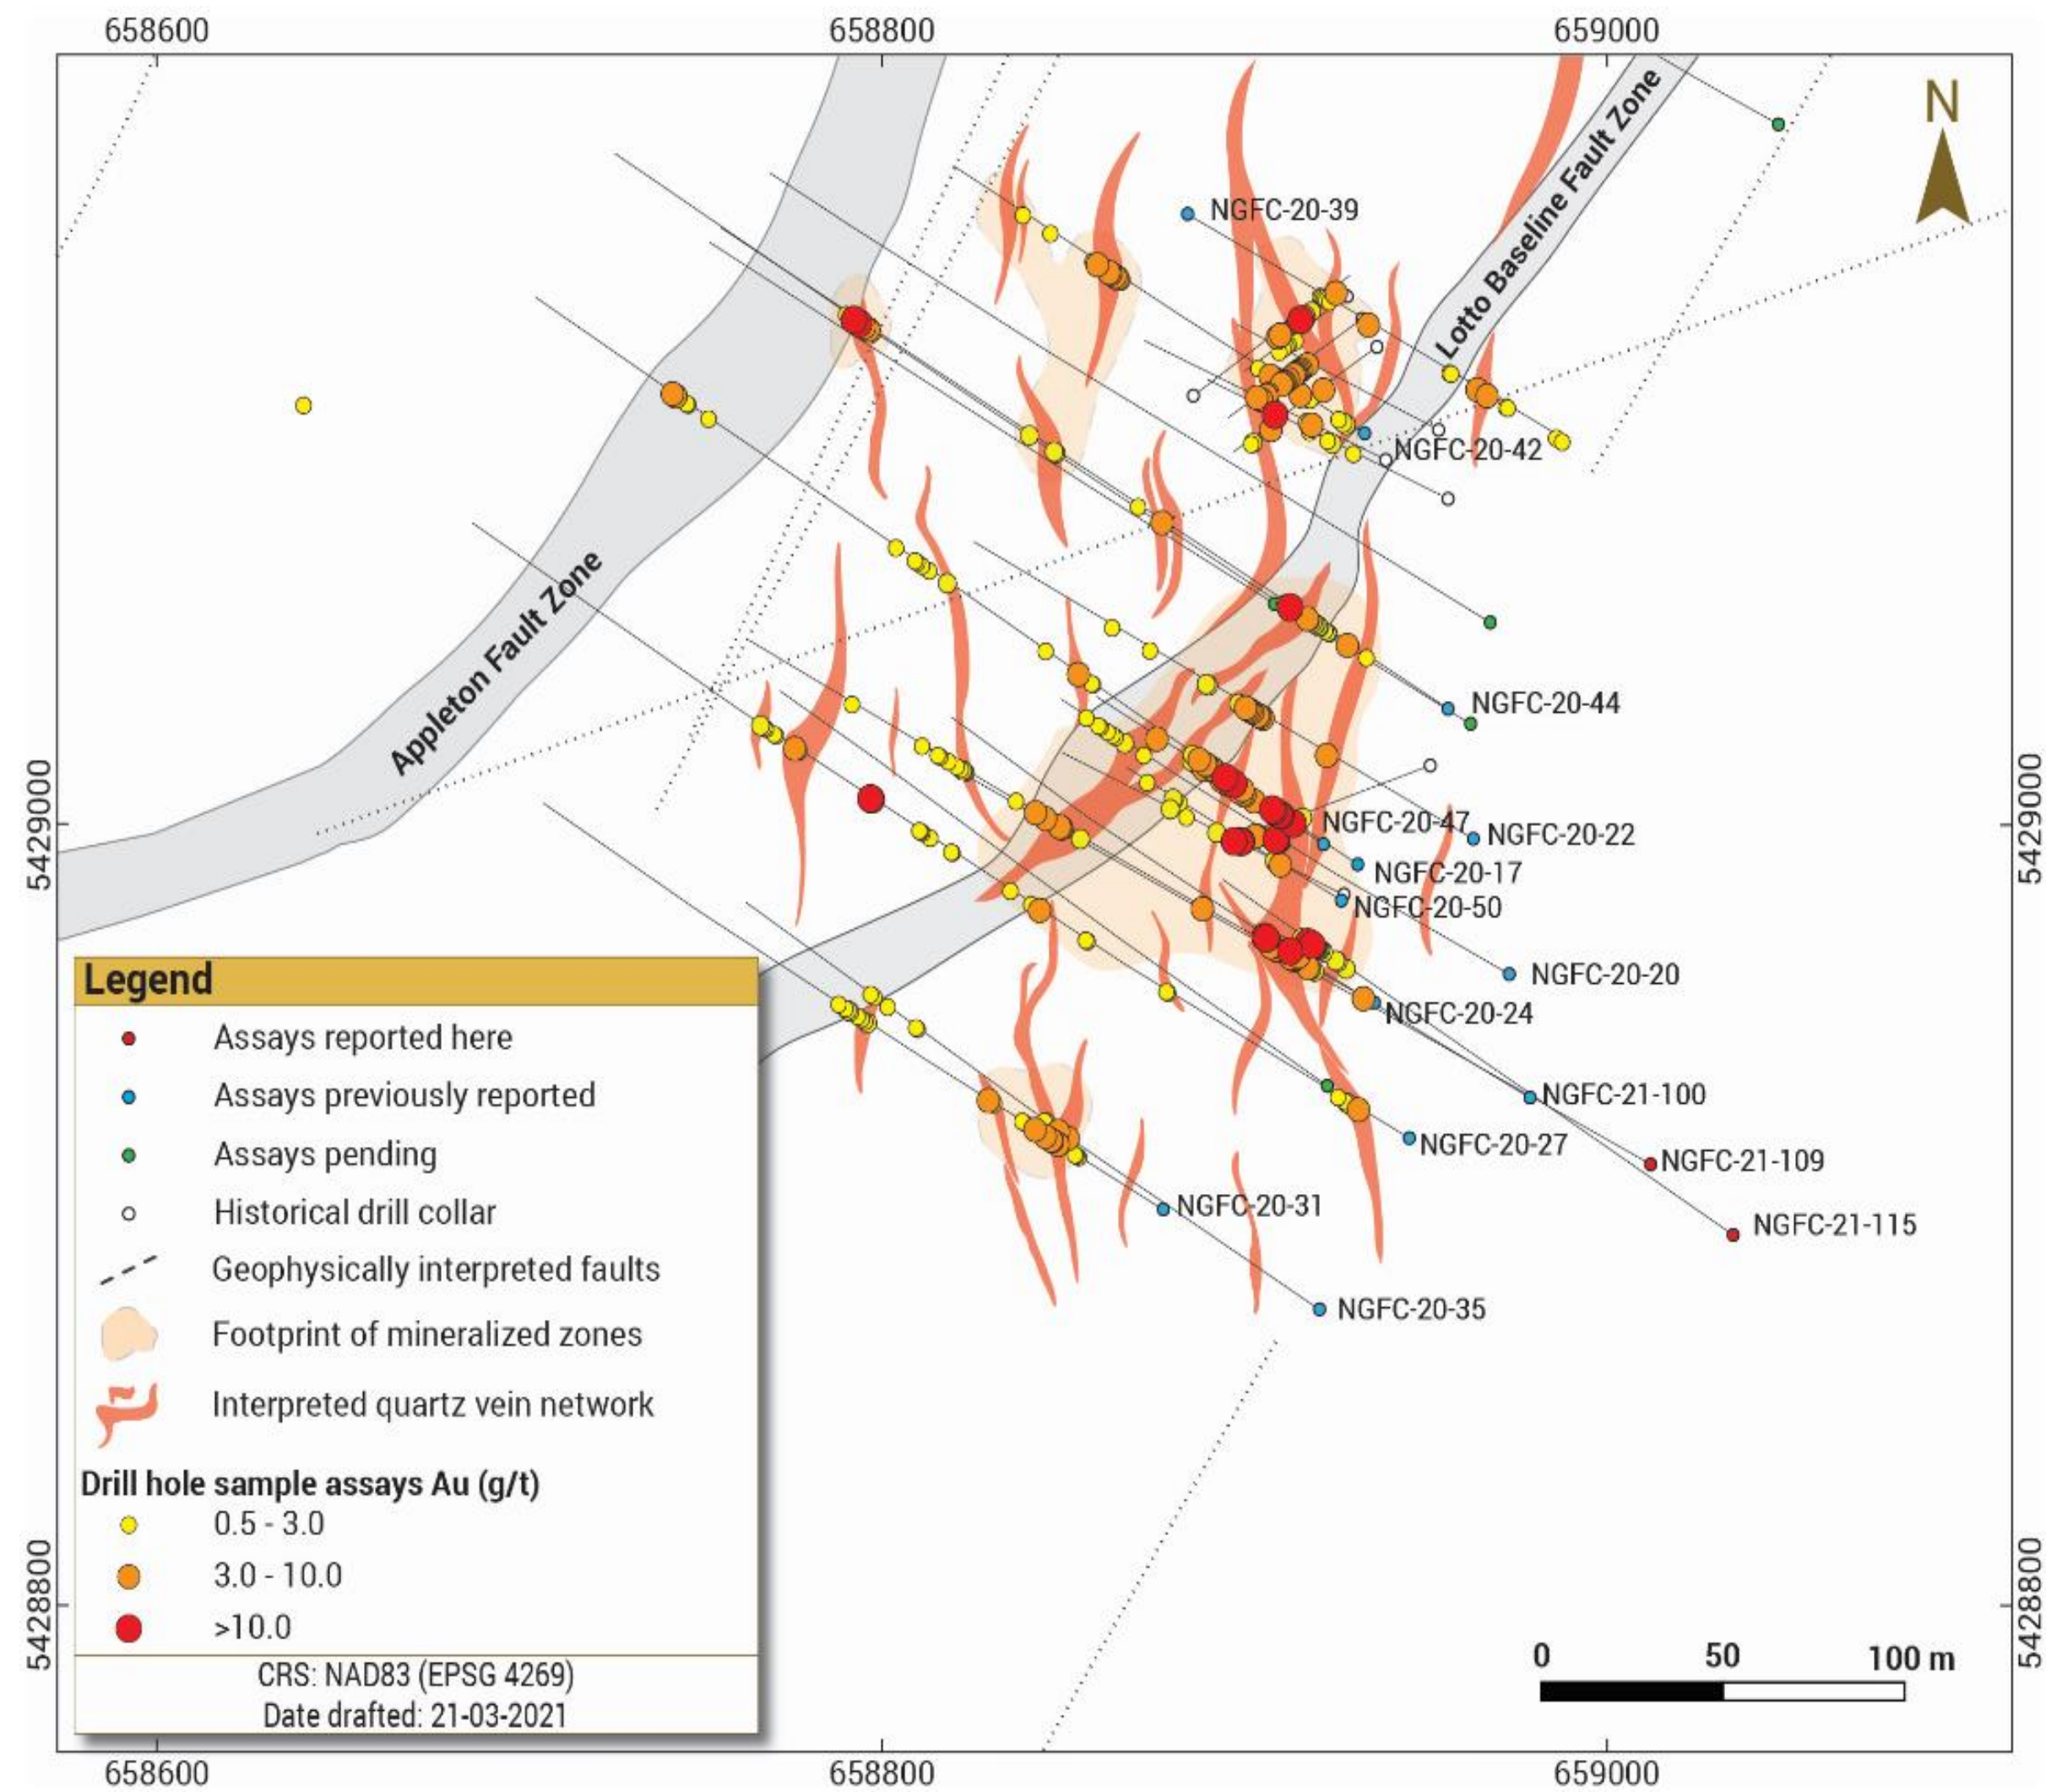 658600
658800
659000
N
Lotto Baseline Fault Zone
NGFC-20-39
NGFC-20-42
Appleton Fault Zone
NGFC-20-44
5429000
5429000
NGFC-20-47
NGFC-20-22
NGFC-20-17
NGFC-20-50
NGFC-20-20
NGFC-20-24
NGFC-21-100
NGFC-20-27
NGFC-21-109
NGFC-20-31
NGFC-21-115
NGFC-20-35
Legend
Assays reported here
Assays previously reported
Assays pending
Historical drill collar
Geophysically interpreted faults
Footprint of mineralized zones
Interpreted quartz vein network
Drill hole sample assays Au (g/t)
0.5 - 3.0
3.0 - 10.0
>10.0
CRS: NAD83 (EPSG 4269)
Date drafted: 21-03-2021
5428800
5428800
0 50 100 m
658600
658800
659000